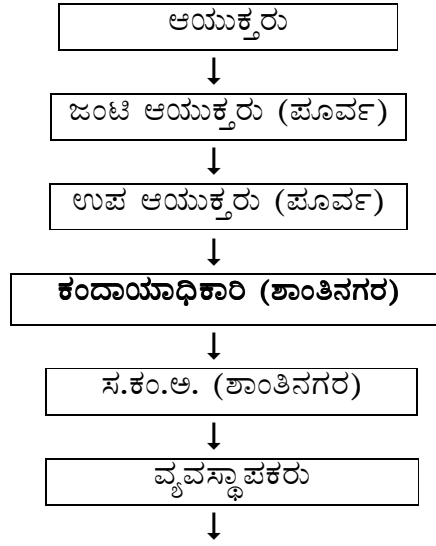 ಆಯುಕ್ತರು
ಜಂಟಿ ಆಯುಕ್ತರು (ಪೂರ್ವ)
ಉಪ ಆಯುಕ್ತರು (ಪೂರ್ವ)
ಕಂದಾಯಾಧಿಕಾರಿ (ಶಾಂತಿನಗರ)
ಸ.ಕಂ.ಅ. (ಶಾಂತಿನಗರ)
ವ್ಯವಸ್ಥಾಪಕರು